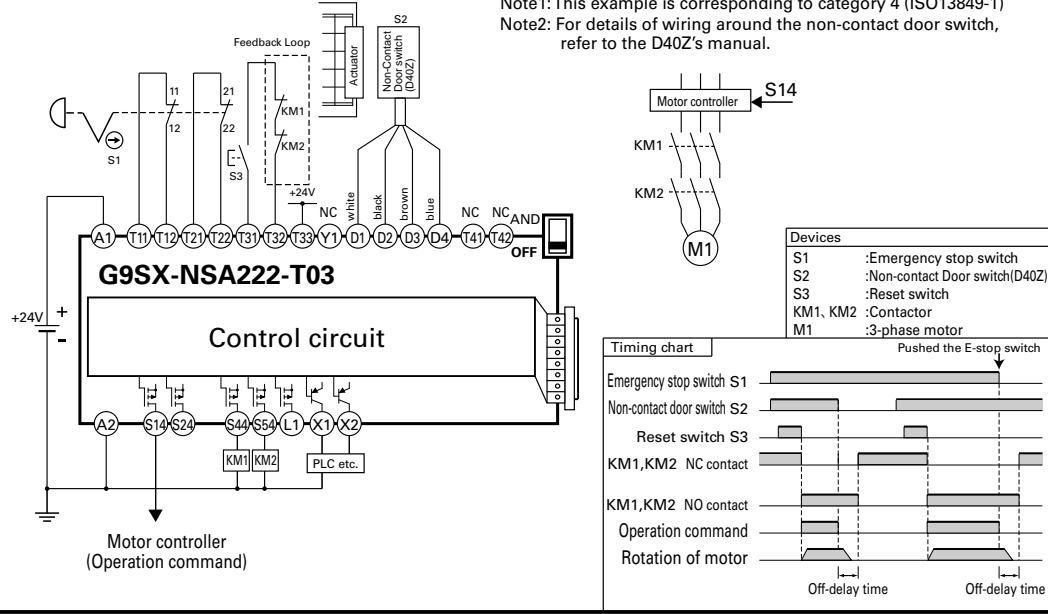 Note1: This example is corresponding to category 4 (ISO13849-1)
Note2: For details of wiring around the non-contact door switch,
refer to the D40Z's manual.
Feedback Loop
Actuator
S2
Non-Contact
Door switch
(D40Z)
S1
11
12
21
22
S3
KM1
KM2
+24V
NC
white
black
brown
blue
NC
NC
AND
OFF
A1
T11
T12
T21
T22
T31
T32
T33
Y1
D1
D2
D3
D4
T41
T42
G9SX-NSA222-T03
Control circuit
+24V
+
-
A2
S14
S24
S44
S54
L1
X1
X2
KM1
KM2
PLC etc.
Motor controller
(Operation command)
Motor controller
S14
KM1
KM2
M1
Devices
S1 :Emergency stop switch
S2 :Non-contact Door switch(D40Z)
S3 :Reset switch
KM1、KM2 :Contactor
M1 :3-phase motor
Timing chart
Pushed the E-stop switch
Emergency stop switch S1
Non-contact door switch S2
Reset switch S3
KM1,KM2 NC contact
KM1,KM2 NO contact
Operation command
Rotation of motor
Off-delay time
Off-delay time